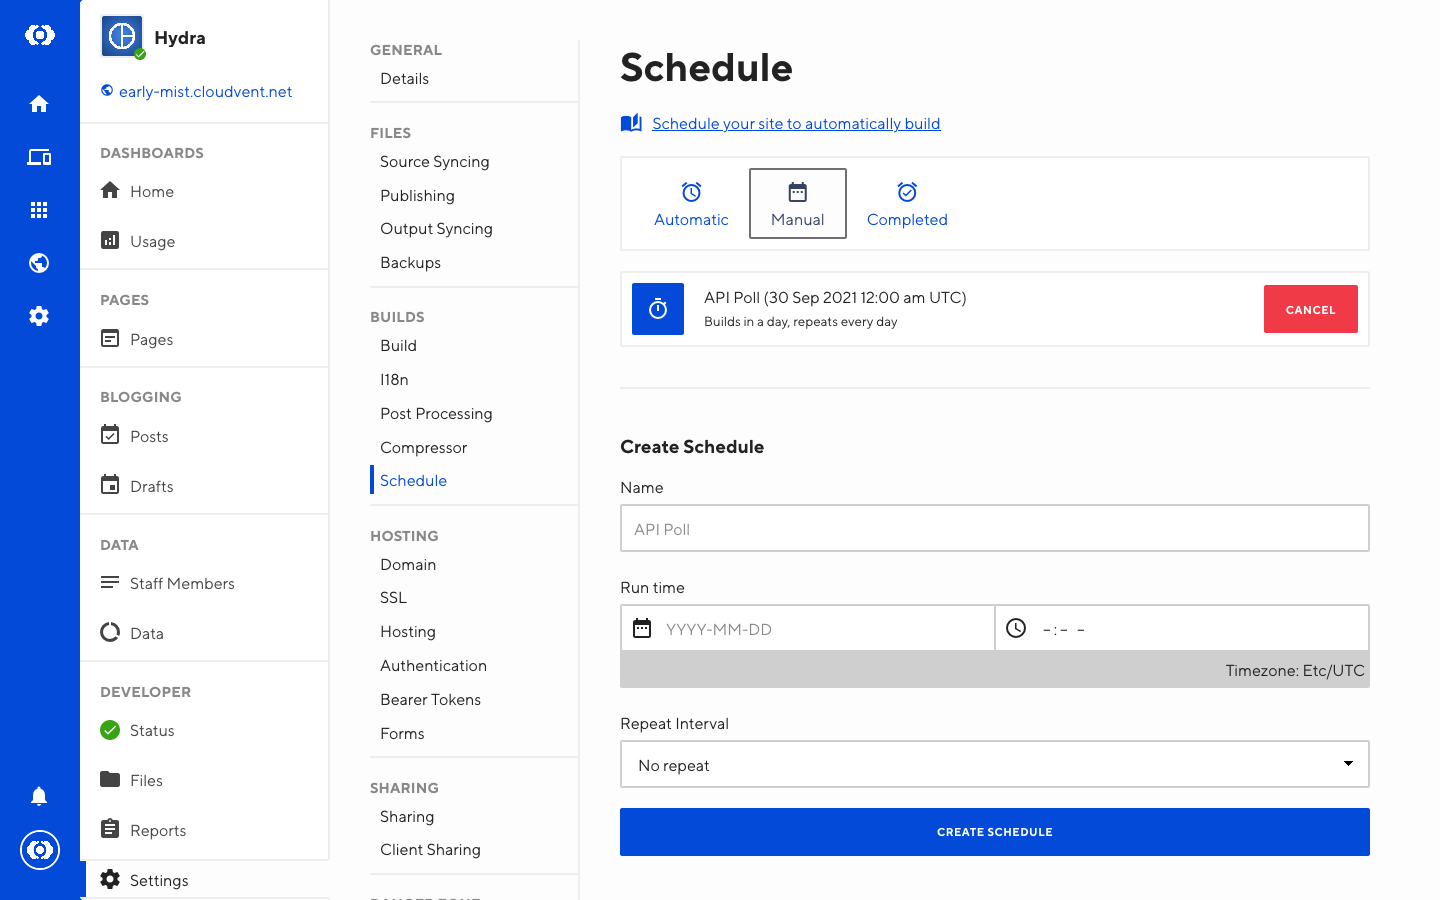 Hydra
early-mist.cloudvent.net
DASHBOARDS
Home
Usage
PAGES
Pages
BLOGGING
Posts
Drafts
DATA
Staff Members
Data
DEVELOPER
Status
Files
Reports
Settings
GENERAL
Details
FILES
Source Syncing
Publishing
Output Syncing
Backups
BUILDS
Build
I18n
Post Processing
Compressor
Schedule
HOSTING
Domain
SSL
Hosting
Authentication
Bearer Tokens
Forms
SHARING
Sharing
Client Sharing
Schedule
Schedule your site to automatically build
Automatic
Manual
Completed
API Poll (30 Sep 2021 12:00 am UTC)
Builds in a day, repeats every day
CANCEL
Create Schedule
Name
API Poll
Run time
YYYY-MM-DD
-:- -
Timezone: Etc/UTC
Repeat Interval
No repeat
CREATE SCHEDULE